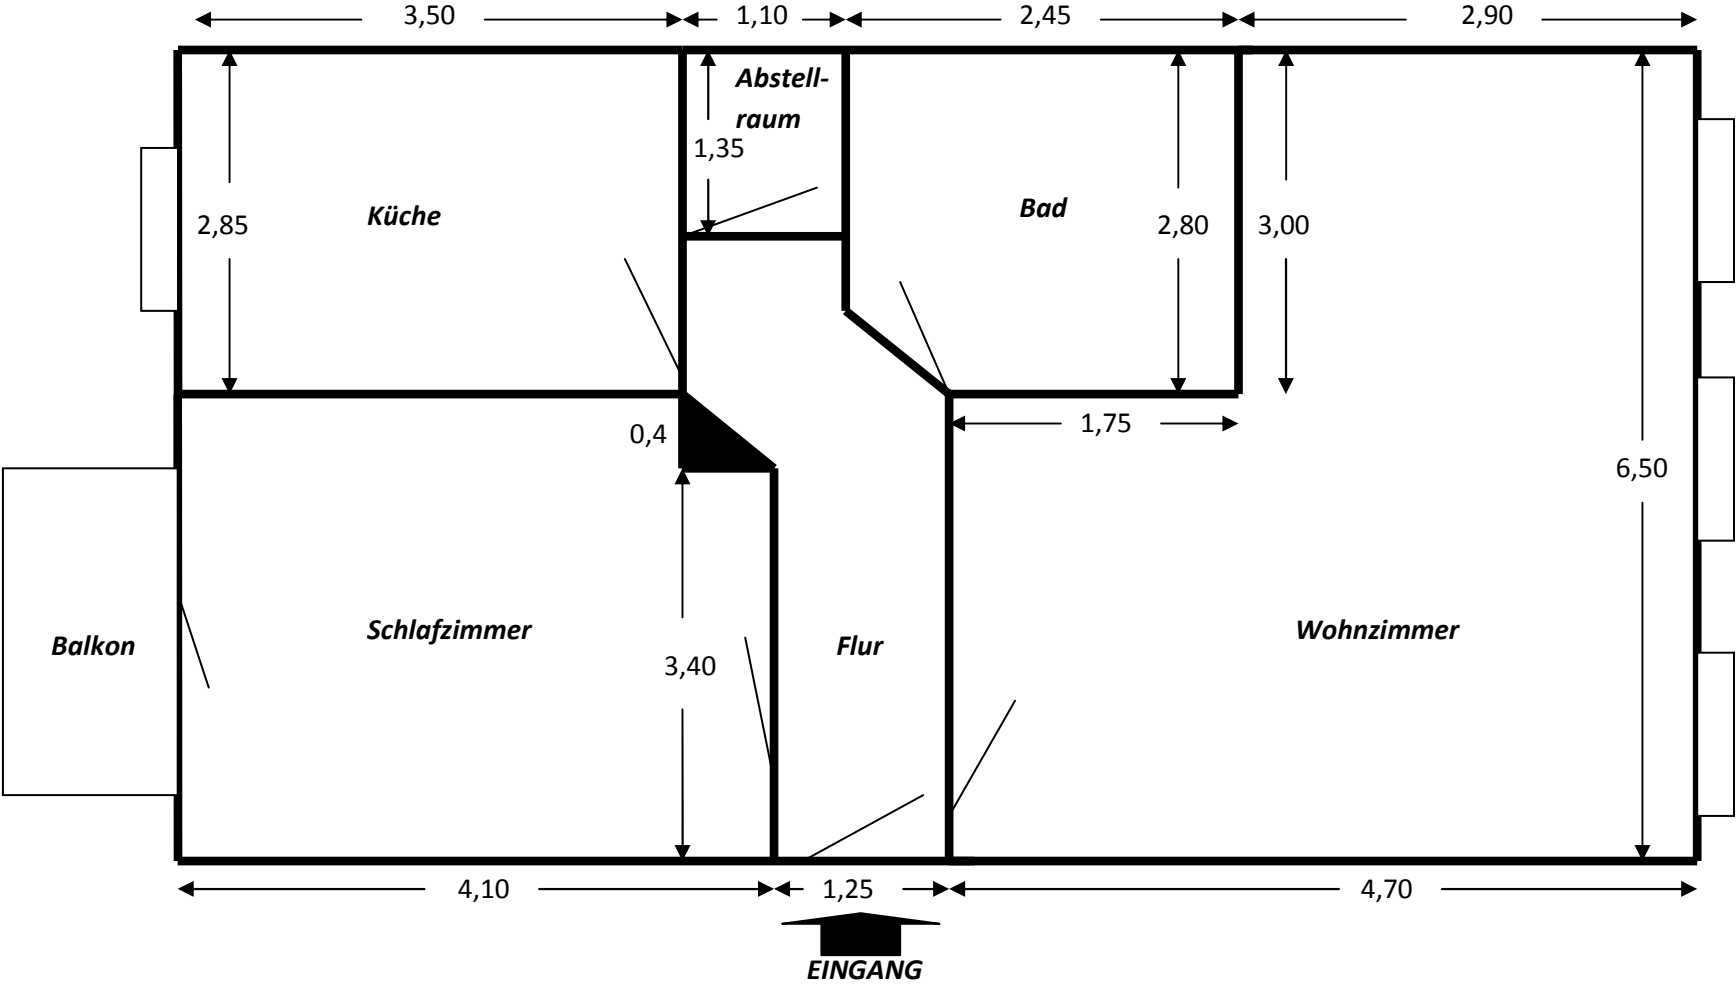 3,50 1,10 2,45 2,90
Abstell-
raum
1,35
Küche
Bad
2,85
2,80
3,00
0,4
1,75
6,50
Balkon
Schlafzimmer
3,40
Flur
Wohnzimmer
4,10 1,25 4,70
EINGANG